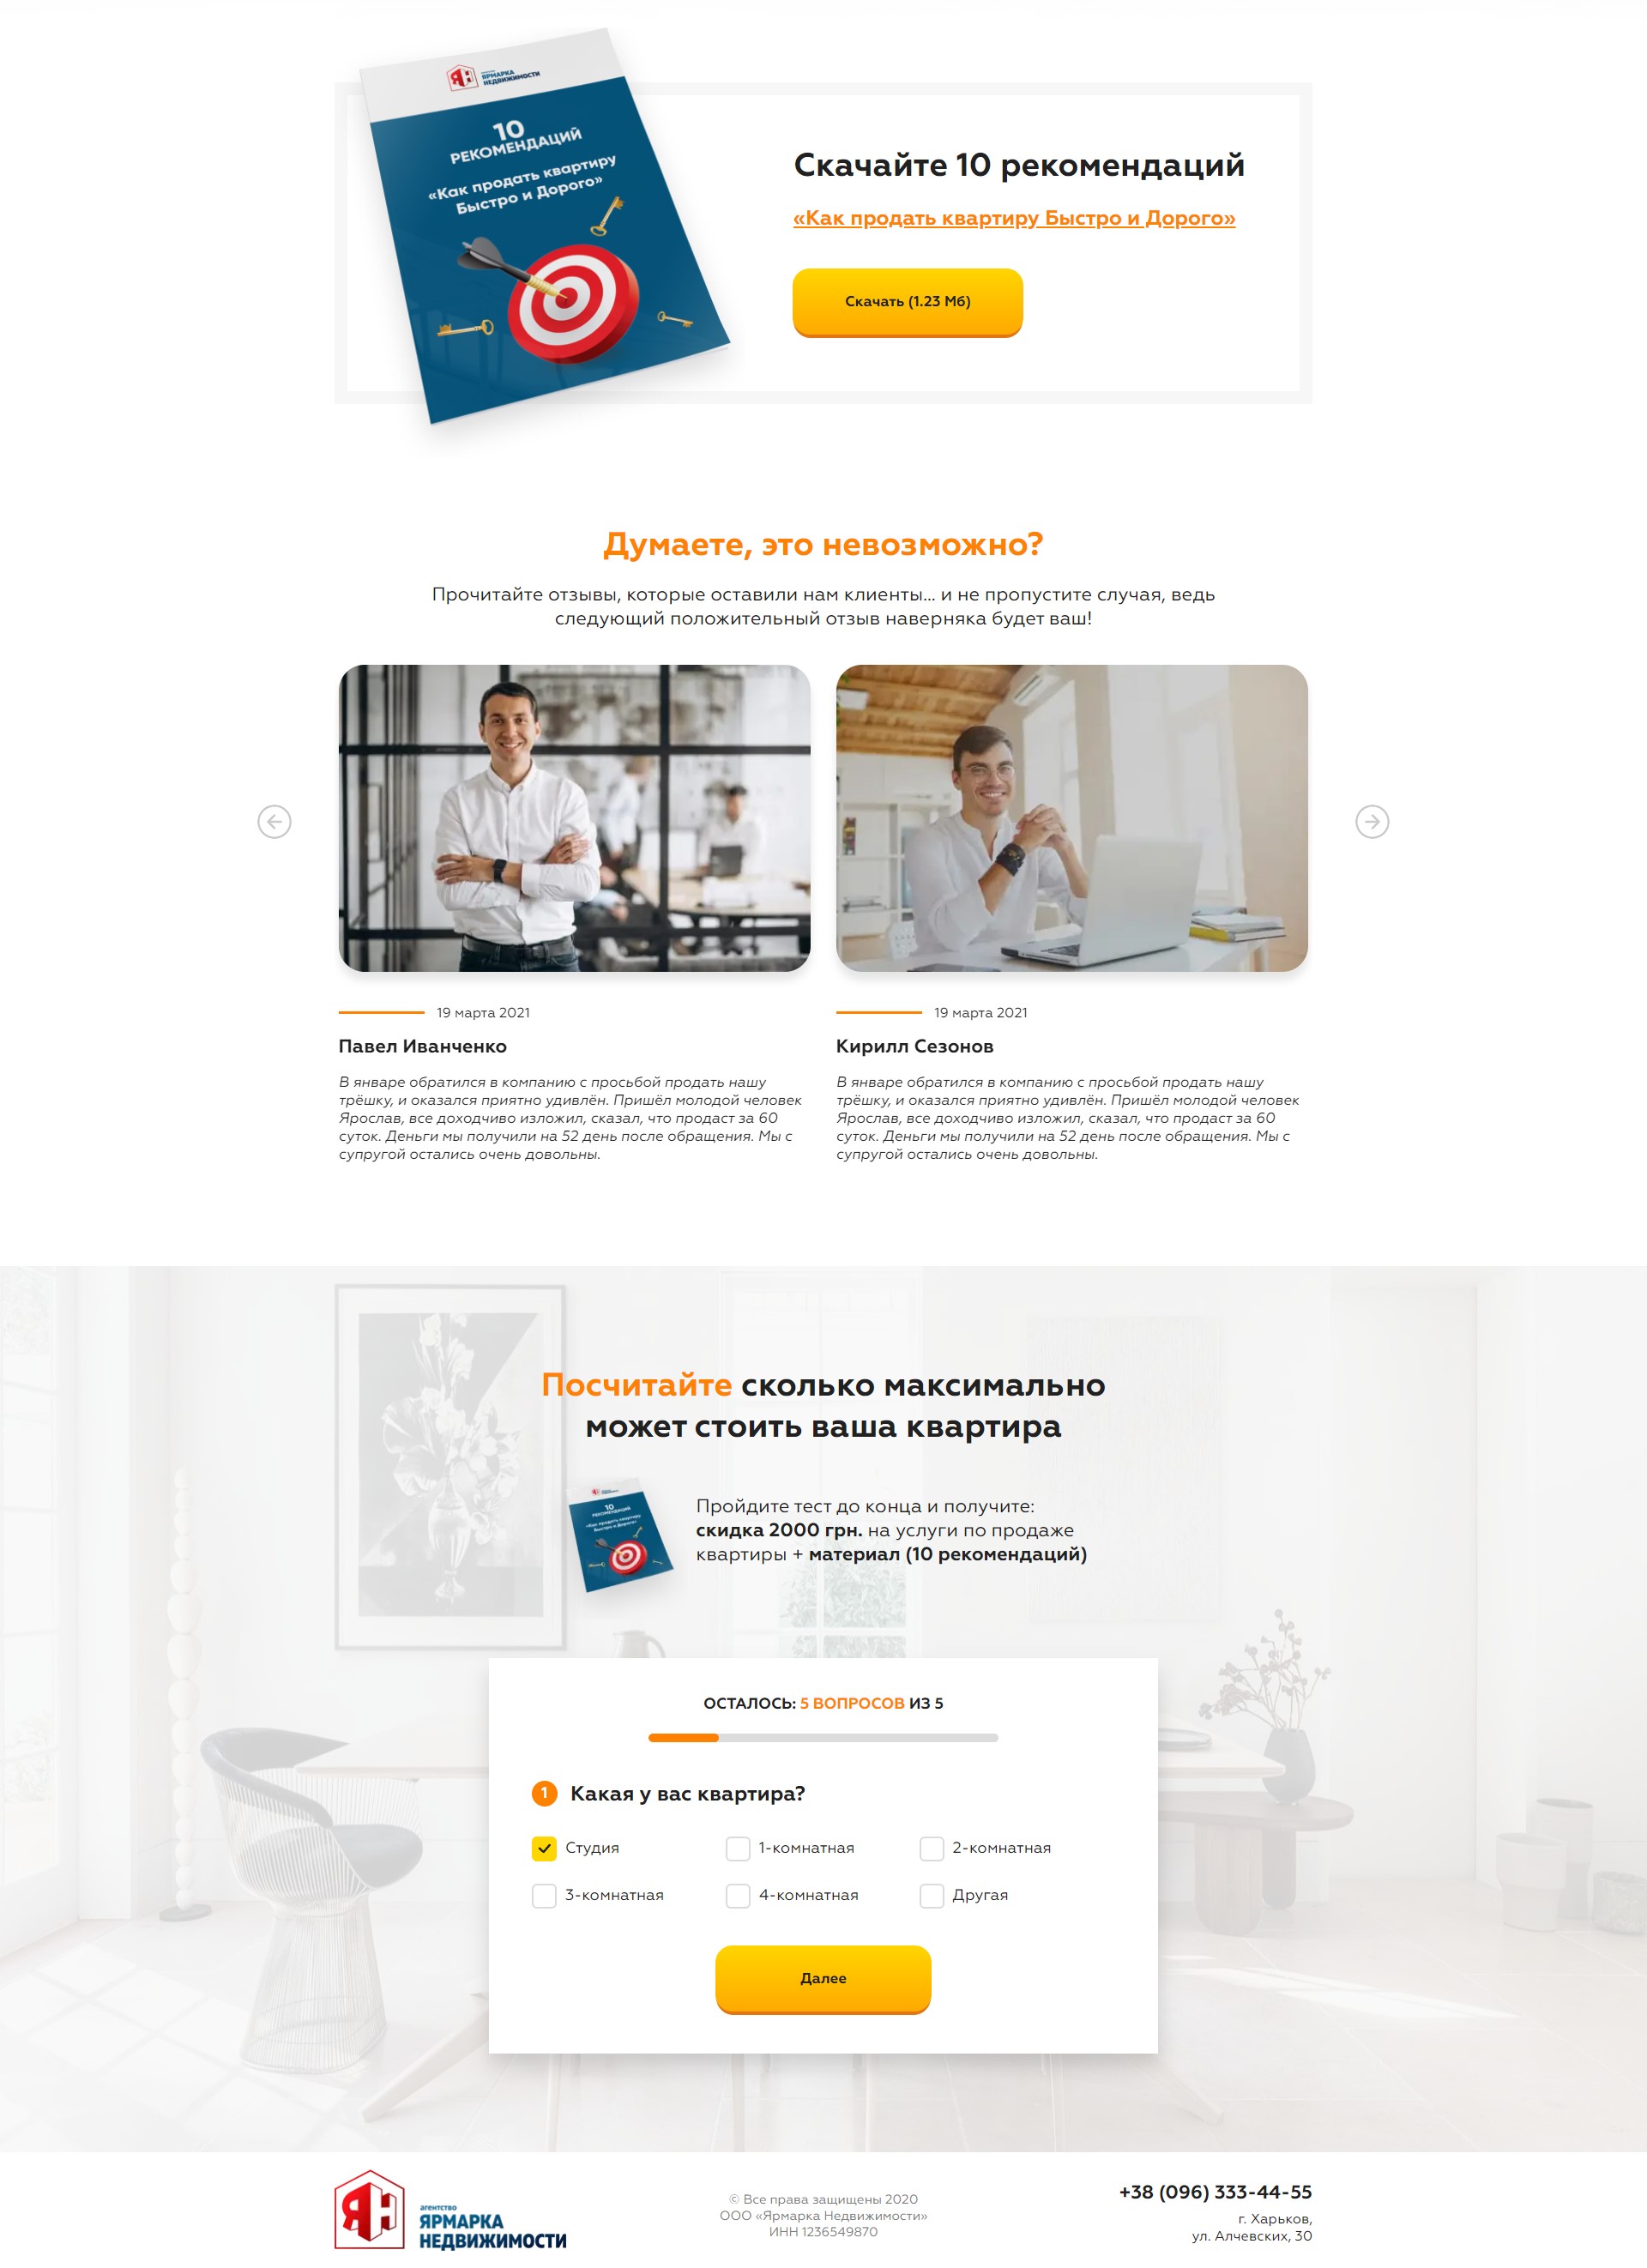 ЯН ЯРМАРКА
НЕДВИЖИМОСТИ
10
РЕКОМЕНДАЦИЙ
«Как продать квартиру
Быстро и Дорого»
Скачайте 10 рекомендаций
«Как продать квартиру Быстро и Дорого»
Скачать (1.23 Мб)
Думаете, это невозможно?
Прочитайте отзывы, которые оставили нам клиенты... и не пропустите случая, ведь
следующий положительный отзыв наверняка будет ваш!
19 марта 2021
Павел Иванченко
В январе обратился в компанию с просьбой продать нашу
трёшку, и оказался приятно удивлён. Пришёл молодой человек
Ярослав, все доходчиво изложил, сказал, что продаст за 60
суток. Деньги мы получили на 52 день после обращения. Мы с
супругой остались очень довольны.
19 марта 2021
Кирилл Сезонов
В январе обратился в компанию с просьбой продать нашу
трёшку, и оказался приятно удивлён. Пришёл молодой человек
Ярослав, все доходчиво изложил, сказал, что продаст за 60
суток. Деньги мы получили на 52 день после обращения. Мы с
супругой остались очень довольны.
Посчитайте сколько максимально
может стоить ваша квартира
10
РЕКОМЕНДАЦИЙ
«Как продать квартиру
Быстро и Дорого»
Пройдите тест до конца и получите:
скидка 2000 грн. на услуги по продаже
квартиры + материал (10 рекомендаций)
ОСТАЛОСЬ: 5 ВОПРОСОВ ИЗ 5
1 Какая у вас квартира?
Студия 1-комнатная 2-комнатная
3-комнатная 4-комнатная Другая
Далее
ЯН
агентство
ЯРМАРКА
НЕДВИЖИМОСТИ
© Все права защищены 2020
ООО «Ярмарка Недвижимости»
ИНН 1236549870
+38 (096) 333-44-55
г. Харьков,
ул. Алчевских, 30